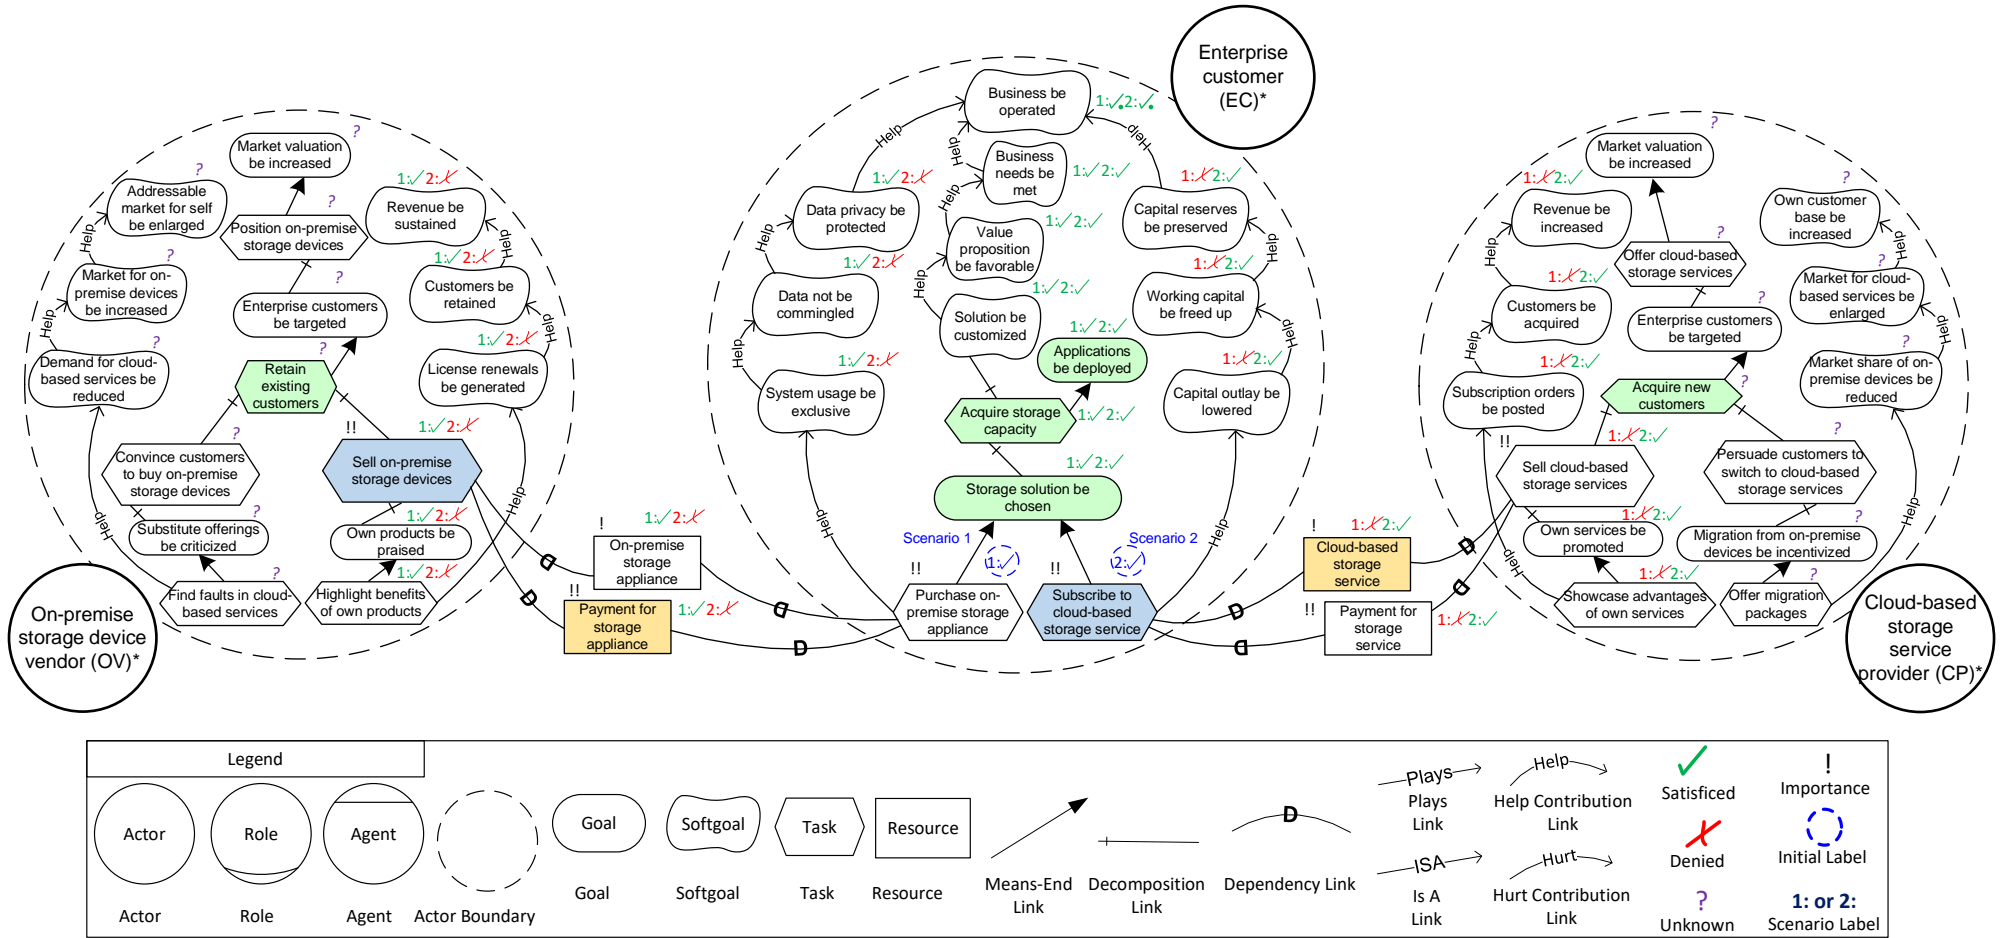 Enterprise
customer
(EC)*
Business be
operated
1:✓2:✓
Help
Help
Help
Business
needs be
met
1:✓2:✓
1:✓2:✗
Data privacy be
protected
Help
Value
proposition
be favorable
1:✓2:✓
1:✗2:✓
Capital reserves
be preserved
Help
Help
Help
1:✓2:✗
Data not be
commingled
Solution be
customized
1:✓2:✓
1:✗2:✓
Working capital
be freed up
Help
Help
1:✓2:✓
Applications
be deployed
1:✓2:✗
System usage be
exclusive
1:✗2:✓
Capital outlay be
lowered
Acquire storage
capacity
1:✓2:✓
1:✓2:✓
Storage solution be
chosen
Help
Help
Scenario 1
1:✓
Scenario 2
2:✓
!!
Purchase on-
premise storage
appliance
!!
Subscribe to
cloud-based
storage service
?
Market valuation
be increased
?
Addressable
market for self
be enlarged
1:✓2:✗
Revenue be
sustained
?
Position on-premise
storage devices
Help
Help
?
Market for on-
premise devices
be increased
?
Enterprise customers
be targeted
1:✓2:✗
Customers be
retained
Help
Help
?
Demand for cloud-
based services be
reduced
?
Retain
existing
customers
1:✓2:✗
License renewals
be generated
?
Convince customers
to buy on-premise
storage devices
!!
1:✓2:✗
Sell on-premise
storage devices
Help
Help
?
Substitute offerings
be criticized
1:✓2:✗
Own products be
praised
?
Find faults in cloud-
based services
1:✓2:✗
Highlight benefits
of own products
On-premise
storage device
vendor (OV)*
!
1:✓2:✗
On-premise
storage
appliance
D
D
!!
Payment for
storage
appliance
1:✓2:✗
D
D
!
1:✗2:✓
Cloud-based
storage
service
D
D
!!
Payment for
storage
service
1:✗2:✓
D
D
?
Market valuation
be increased
1:✗2:✓
Revenue be
increased
?
Own customer
base be
increased
?
Offer cloud-based
storage services
Help
Help
1:✗2:✓
Customers be
acquired
?
Enterprise customers
be targeted
?
Market for cloud-
based services be
enlarged
Help
Help
1:✗2:✓
Subscription orders
be posted
Acquire new
customers
?
?
Market share of on-
premise devices be
reduced
!!
1:✗2:✓
Sell cloud-based
storage services
?
Persuade customers to
switch to cloud-based
storage services
Help
Help
1:✗2:✓
Own services be
promoted
?
Migration from on-premise
devices be incentivized
1:✗2:✓
Showcase advantages
of own services
?
Offer migration
packages
Cloud-based
storage
service
provider (CP)*
Legend
Actor
Role
Agent
Goal
Softgoal
Task
Resource
D
Plays
Plays
Link
ISA
Is A
Link
Help
Help Contribution
Link
Hurt
Hurt Contribution
Link
✓
Satisficed
✗
Denied
?
Unknown
!
Importance
Initial Label
1: or 2:
Scenario Label
Actor
Role
Agent
Actor Boundary
Goal
Softgoal
Task
Resource
Means-End
Link
Decomposition
Link
Dependency Link